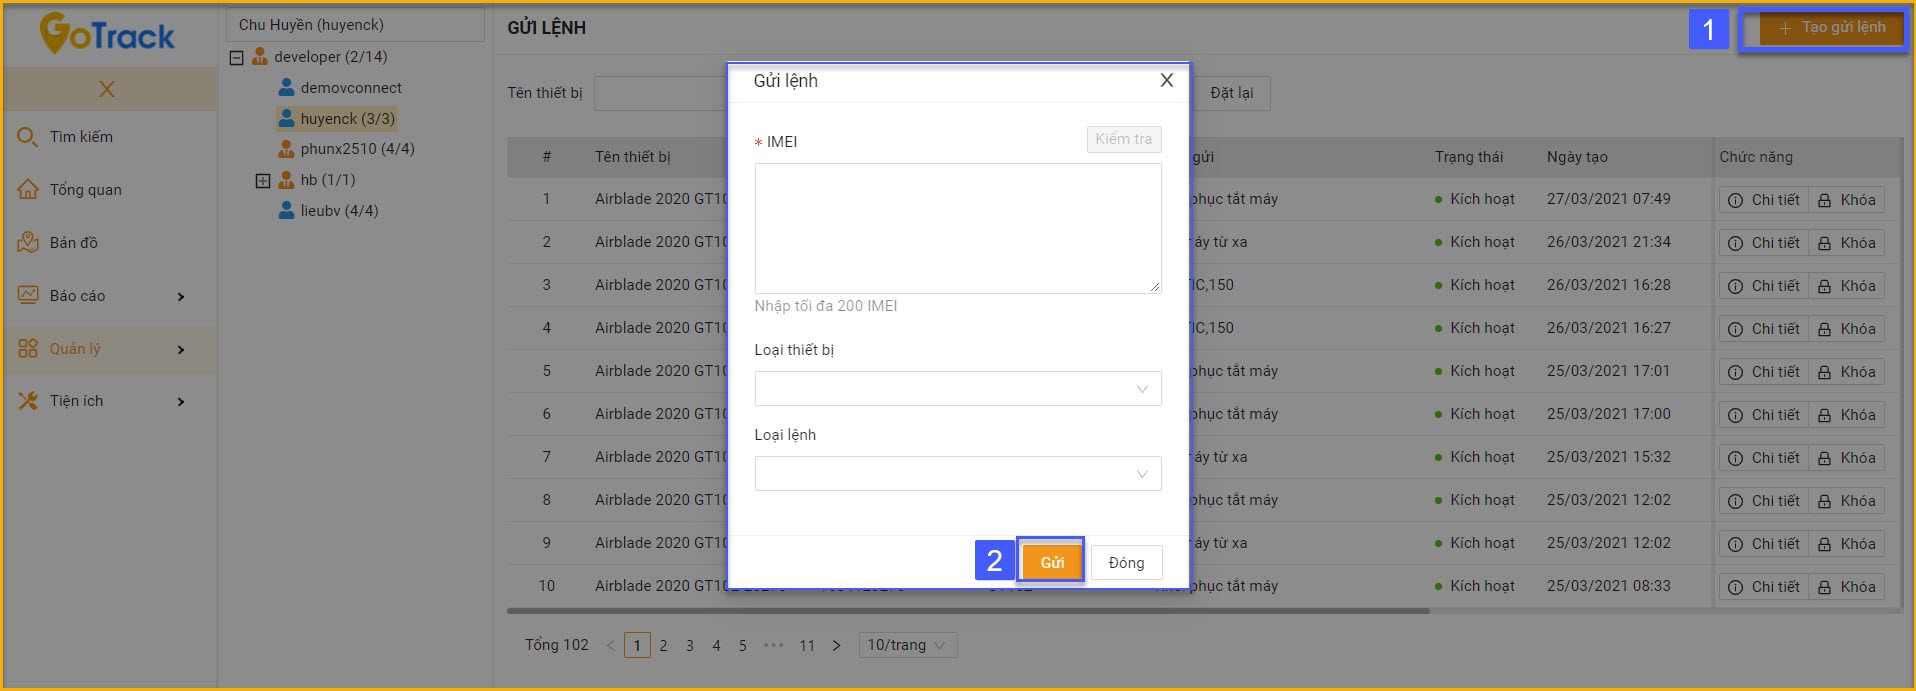 GoTrack
X
Tìm kiếm
Tổng quan
Bản đồ
Báo cáo
Quản lý
Tiện ích
Chu Huyền (huyenck)
developer (2/14)
demovconnect
huyenck (3/3)
phunx2510 (4/4)
hb (1/1)
lieubv (4/4)
GỬI LỆNH
1
+ Tạo gửi lệnh
Tên thiết bị
Đặt lại
# Tên thiết bị gửi Trạng thái Ngày tạo Chức năng
1 Airblade 2020 GT10 phục tắt máy Kích hoạt 27/03/2021 07:49 Chi tiết Khóa
2 Airblade 2020 GT10 áy từ xa Kích hoạt 26/03/2021 21:34 Chi tiết Khóa
3 Airblade 2020 GT10 IC,150 Kích hoạt 26/03/2021 16:28 Chi tiết Khóa
4 Airblade 2020 GT10 IC,150 Kích hoạt 26/03/2021 16:27 Chi tiết Khóa
5 Airblade 2020 GT10 phục tắt máy Kích hoạt 25/03/2021 17:01 Chi tiết Khóa
6 Airblade 2020 GT10 phục tắt máy Kích hoạt 25/03/2021 17:00 Chi tiết Khóa
7 Airblade 2020 GT10 áy từ xa Kích hoạt 25/03/2021 15:32 Chi tiết Khóa
8 Airblade 2020 GT10 phục tắt máy Kích hoạt 25/03/2021 12:02 Chi tiết Khóa
9 Airblade 2020 GT10 áy từ xa Kích hoạt 25/03/2021 12:02 Chi tiết Khóa
10 Airblade 2020 phục tắt máy Kích hoạt 25/03/2021 08:33 Chi tiết Khóa
Tổng 102 < 1 2 3 4 5 ••• 11 > 10/trang
Gửi lệnh X
* IMEI Kiểm tra
Nhập tối đa 200 IMEI
Loại thiết bị
Loại lệnh
2 Gửi Đóng